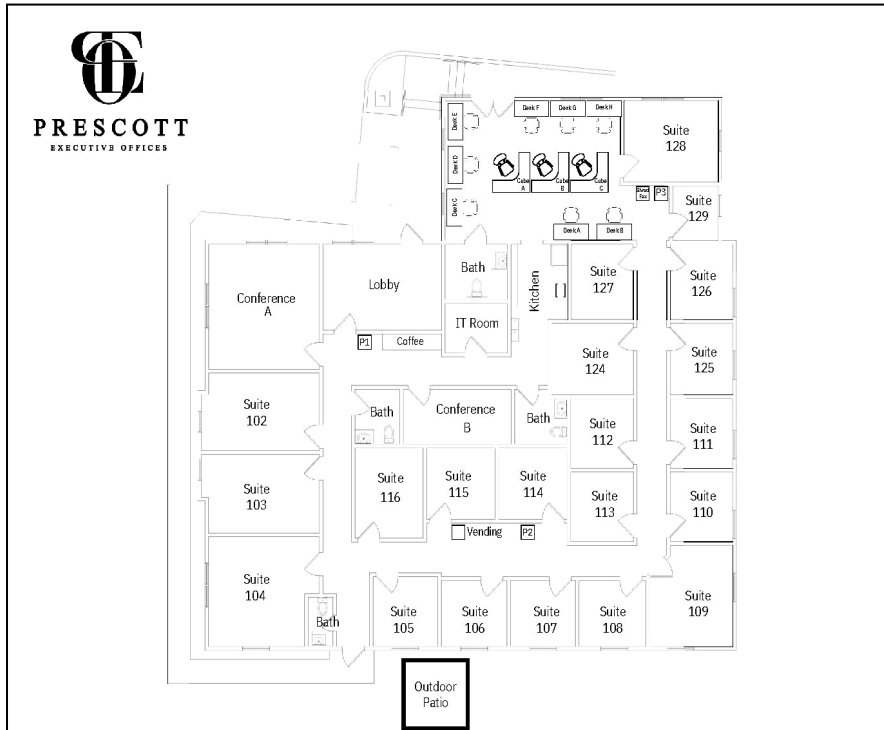 PRESCOTT
EXECUTIVE OFFICES
Desk E
Desk F
Desk G
Desk H
Desk D
Cube
A
Cube
B
Cube
C
Suite
128
Desk C
Desk A
Desk B
Shred
Fax
P3
Suite
129
Conference
A
Lobby
Bath
Kitchen
Suite
127
Suite
126
IT Room
P1
Coffee
Suite
124
Suite
125
Suite
102
Bath
Conference
B
Bath
Suite
112
Suite
111
Suite
103
Suite
116
Suite
115
Suite
114
Suite
113
Suite
110
Vending
P2
Suite
104
Bath
Suite
105
Suite
106
Suite
107
Suite
108
Suite
109
Outdoor
Patio